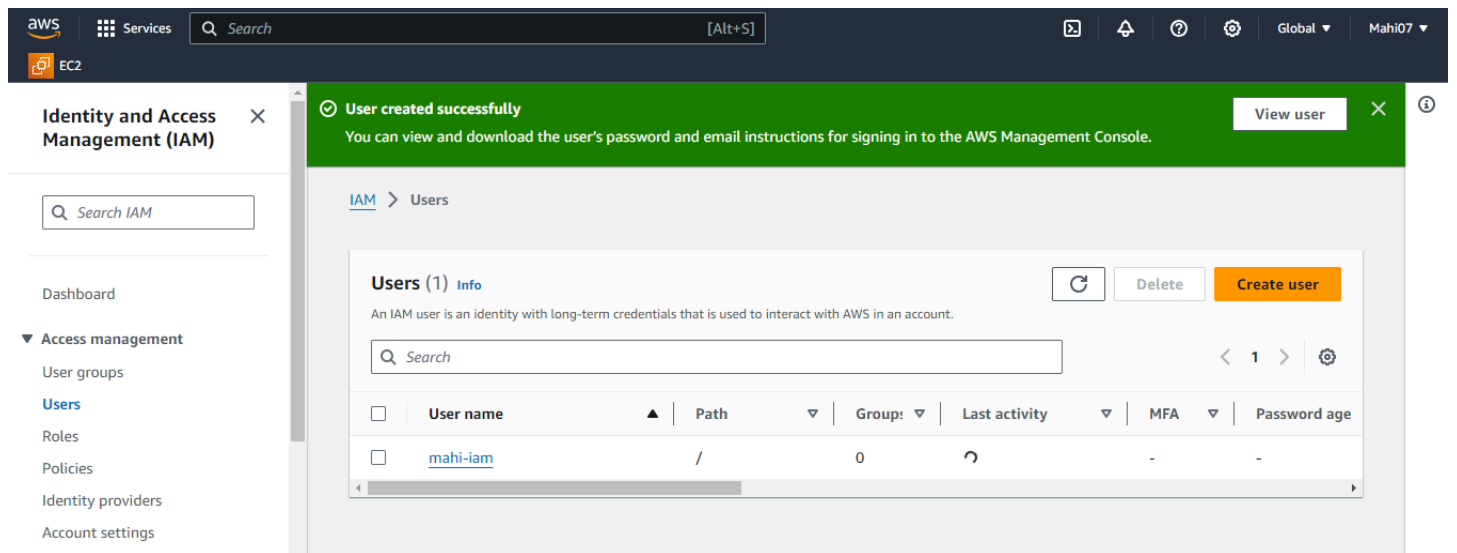 aws Services Search [Alt+S] Global Mahi07
EC2
Identity and Access
Management (IAM)
Search IAM
Dashboard
Access management
User groups
Users
Roles
Policies
Identity providers
Account settings
User created successfully
You can view and download the user's password and email instructions for signing in to the AWS Management Console.
View user
IAM > Users
Users (1) Info
Delete
Create user
An IAM user is an identity with long-term credentials that is used to interact with AWS in an account.
Search
1
User name Path Groups Last activity MFA Password age
mahi-iam / 0 - -